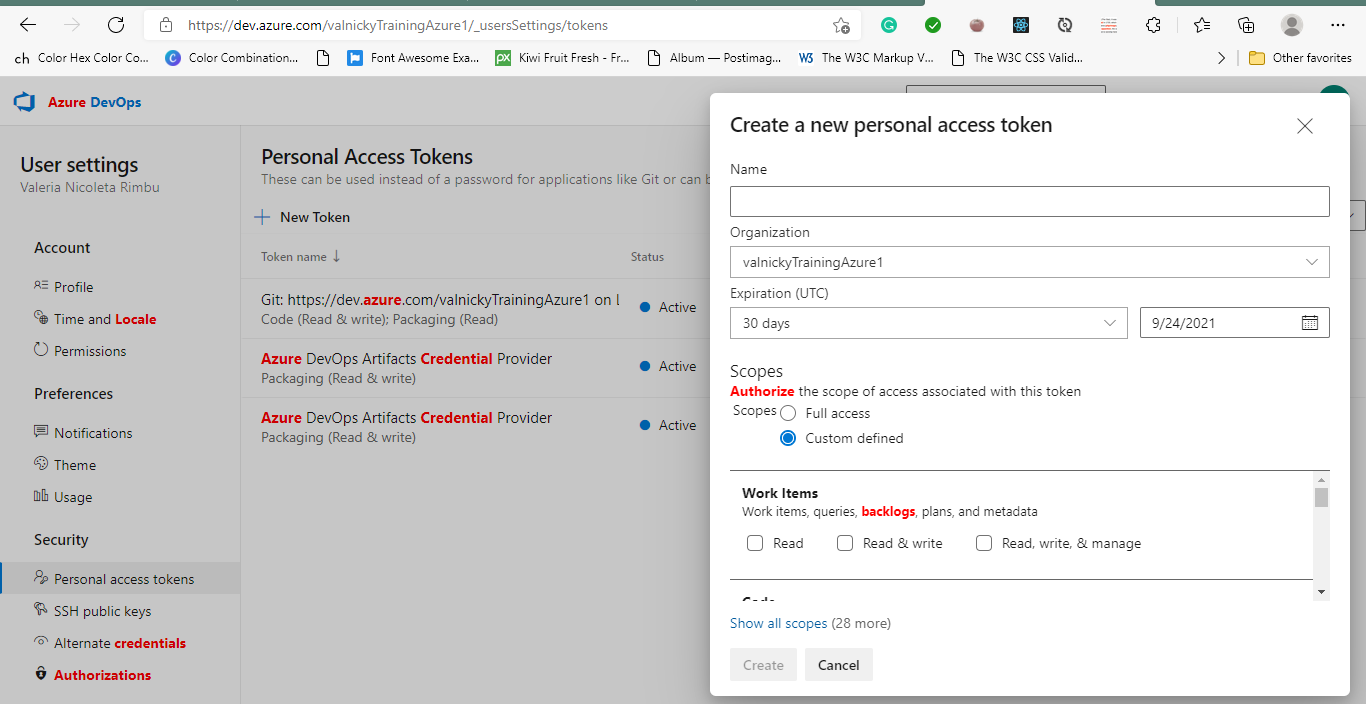 https://dev.azure.com/valnickyTrainingAzure1/_usersSettings/tokens
ch Color Hex Color Co...
C Color Combination...
Font Awesome Exa...
px Kiwi Fruit Fresh - Fr...
Album — Postimag...
W3 The W3C Markup V...
The W3C CSS Valid...
Other favorites
Azure DevOps
User settings
Valeria Nicoleta Rimbu
Account
Profile
Time and Locale
Permissions
Preferences
Notifications
Theme
Usage
Security
Personal access tokens
SSH public keys
Alternate credentials
Authorizations
Personal Access Tokens
These can be used instead of a password for applications like Git or can b
New Token
Token name ↓
Status
Git: https://dev.azure.com/valnickyTrainingAzure1 on
Code (Read & write); Packaging (Read)
Active
Azure DevOps Artifacts Credential Provider
Packaging (Read & write)
Active
Azure DevOps Artifacts Credential Provider
Packaging (Read & write)
Active
Create a new personal access token
Name
Organization
valnickyTrainingAzure1
Expiration (UTC)
30 days
9/24/2021
Scopes
Authorize the scope of access associated with this token
Scopes Full access
Custom defined
Work Items
Work items, queries, backlogs, plans, and metadata
Read
Read & write
Read, write, & manage
Code
Show all scopes (28 more)
Create
Cancel